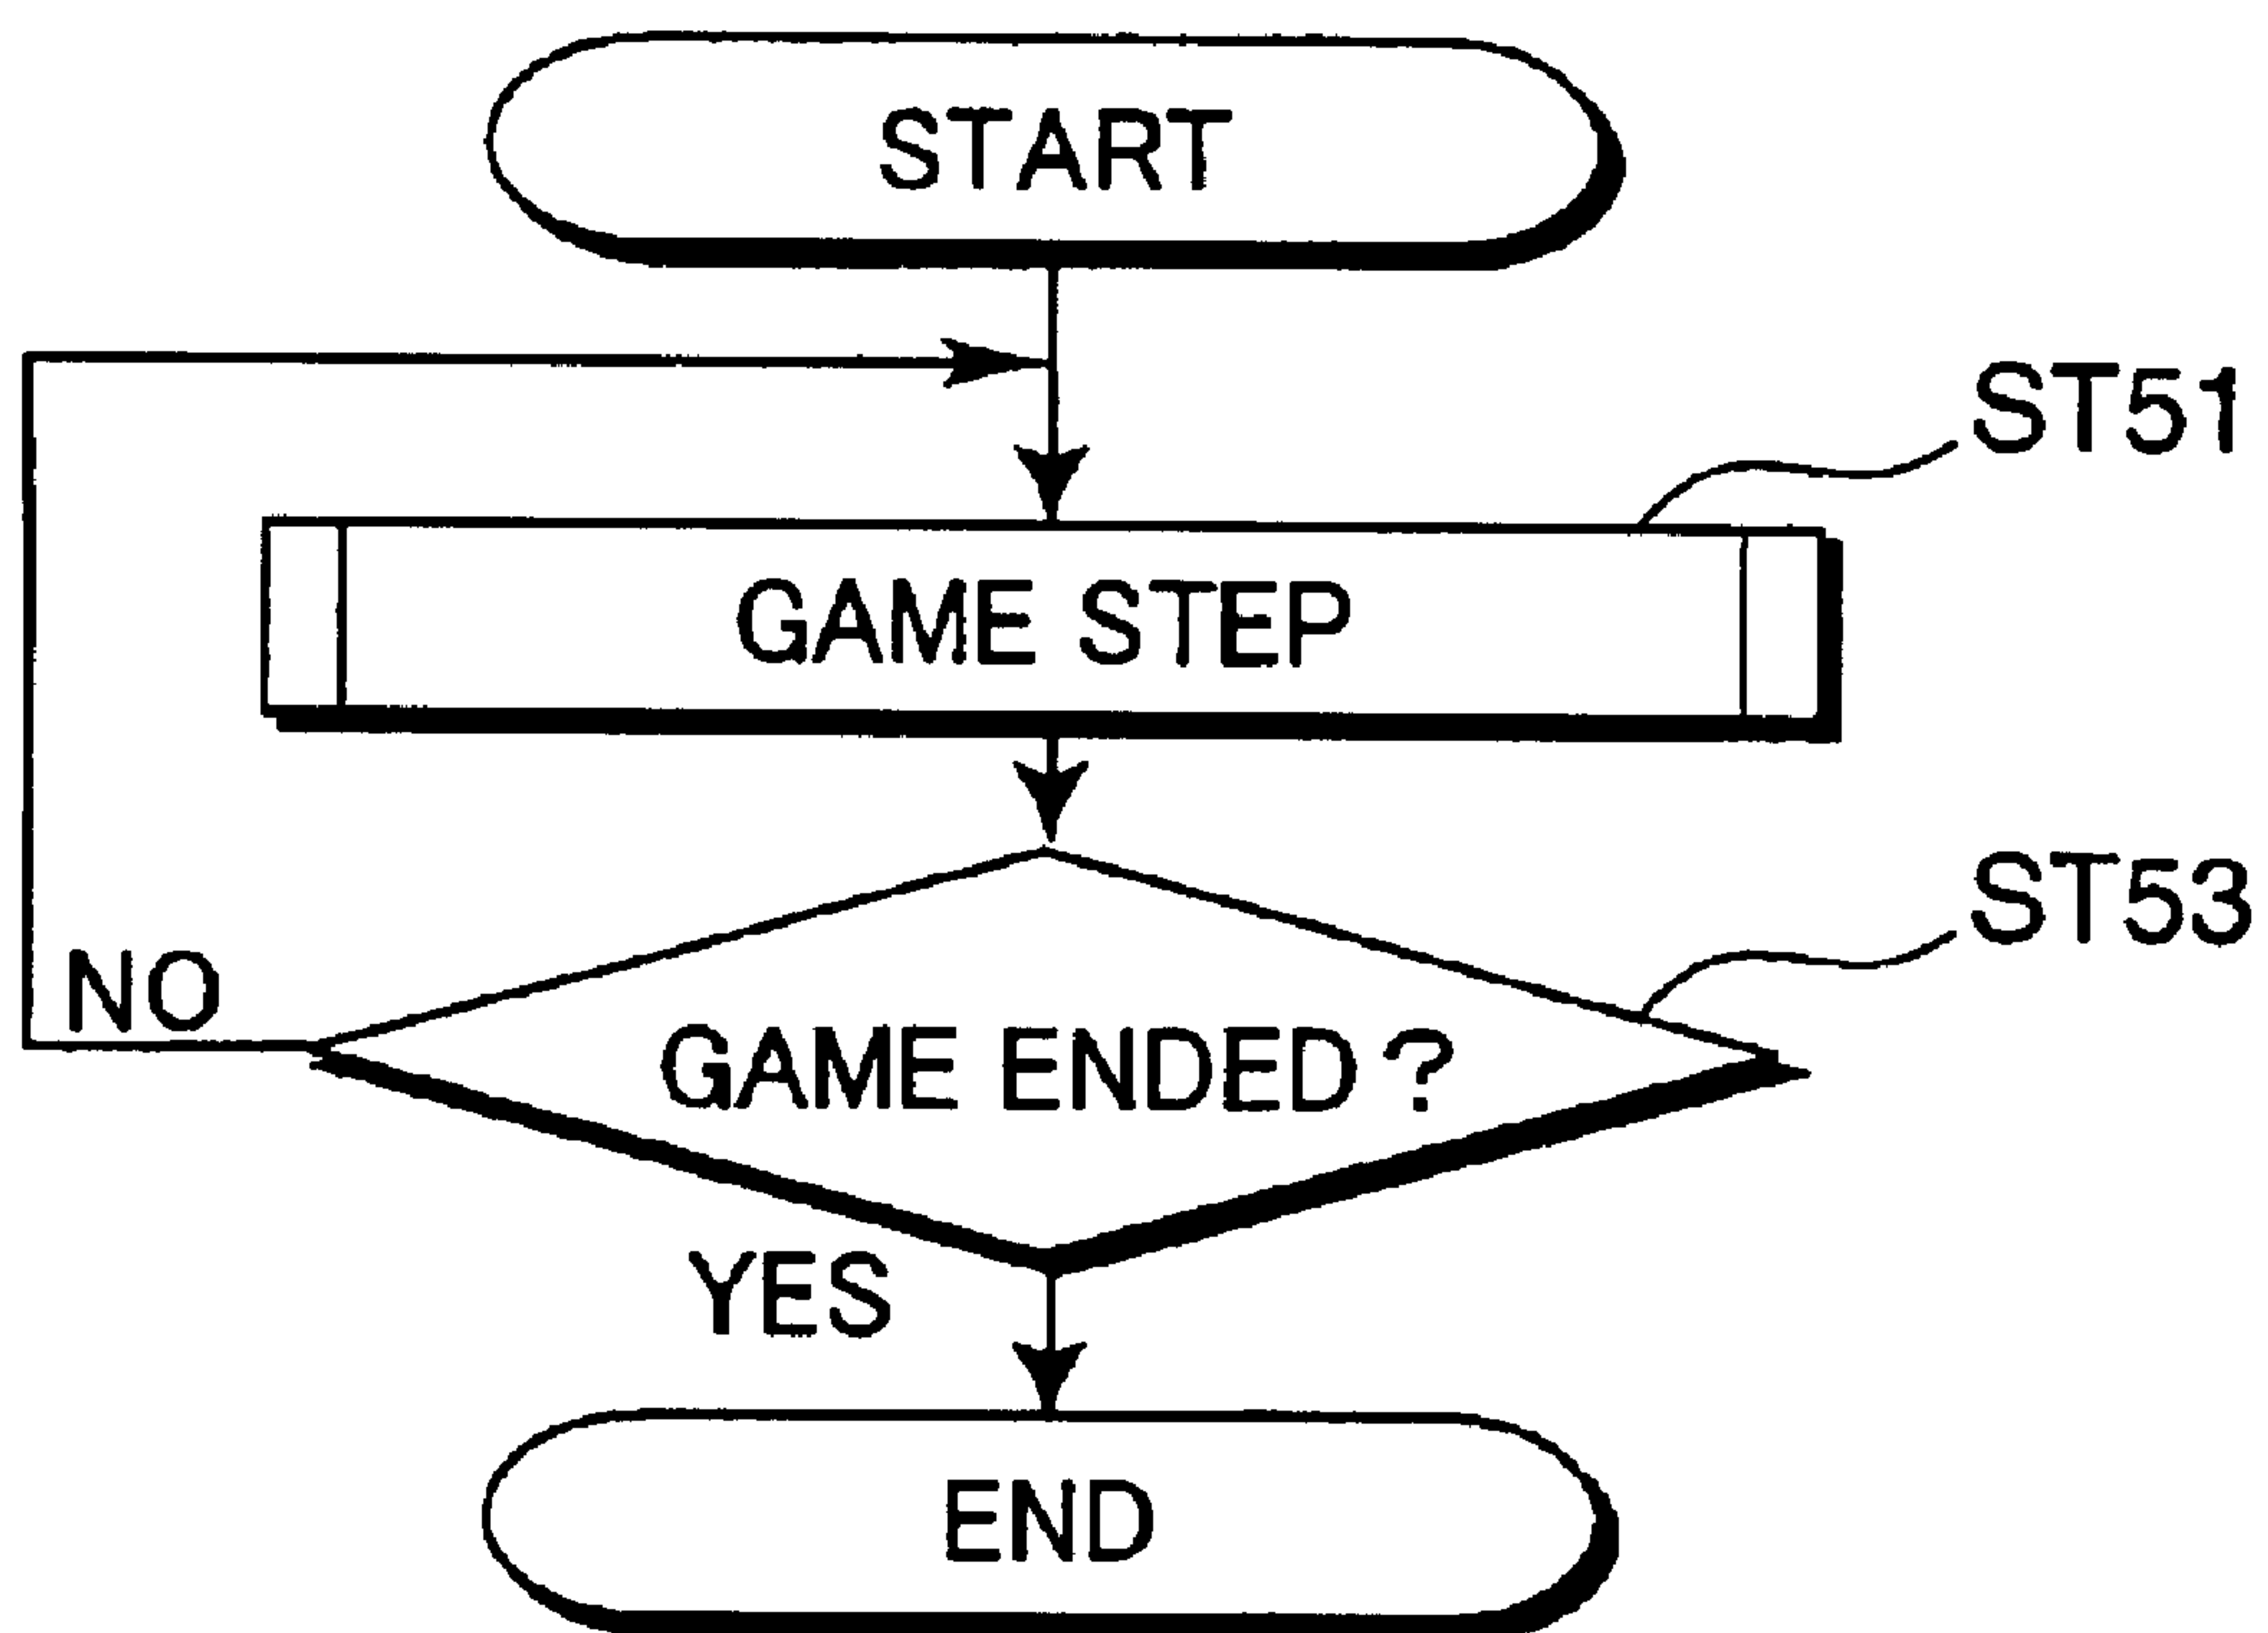 START
ST51
GAME STEP
ST53
NO
GAME ENDED ?
YES
END